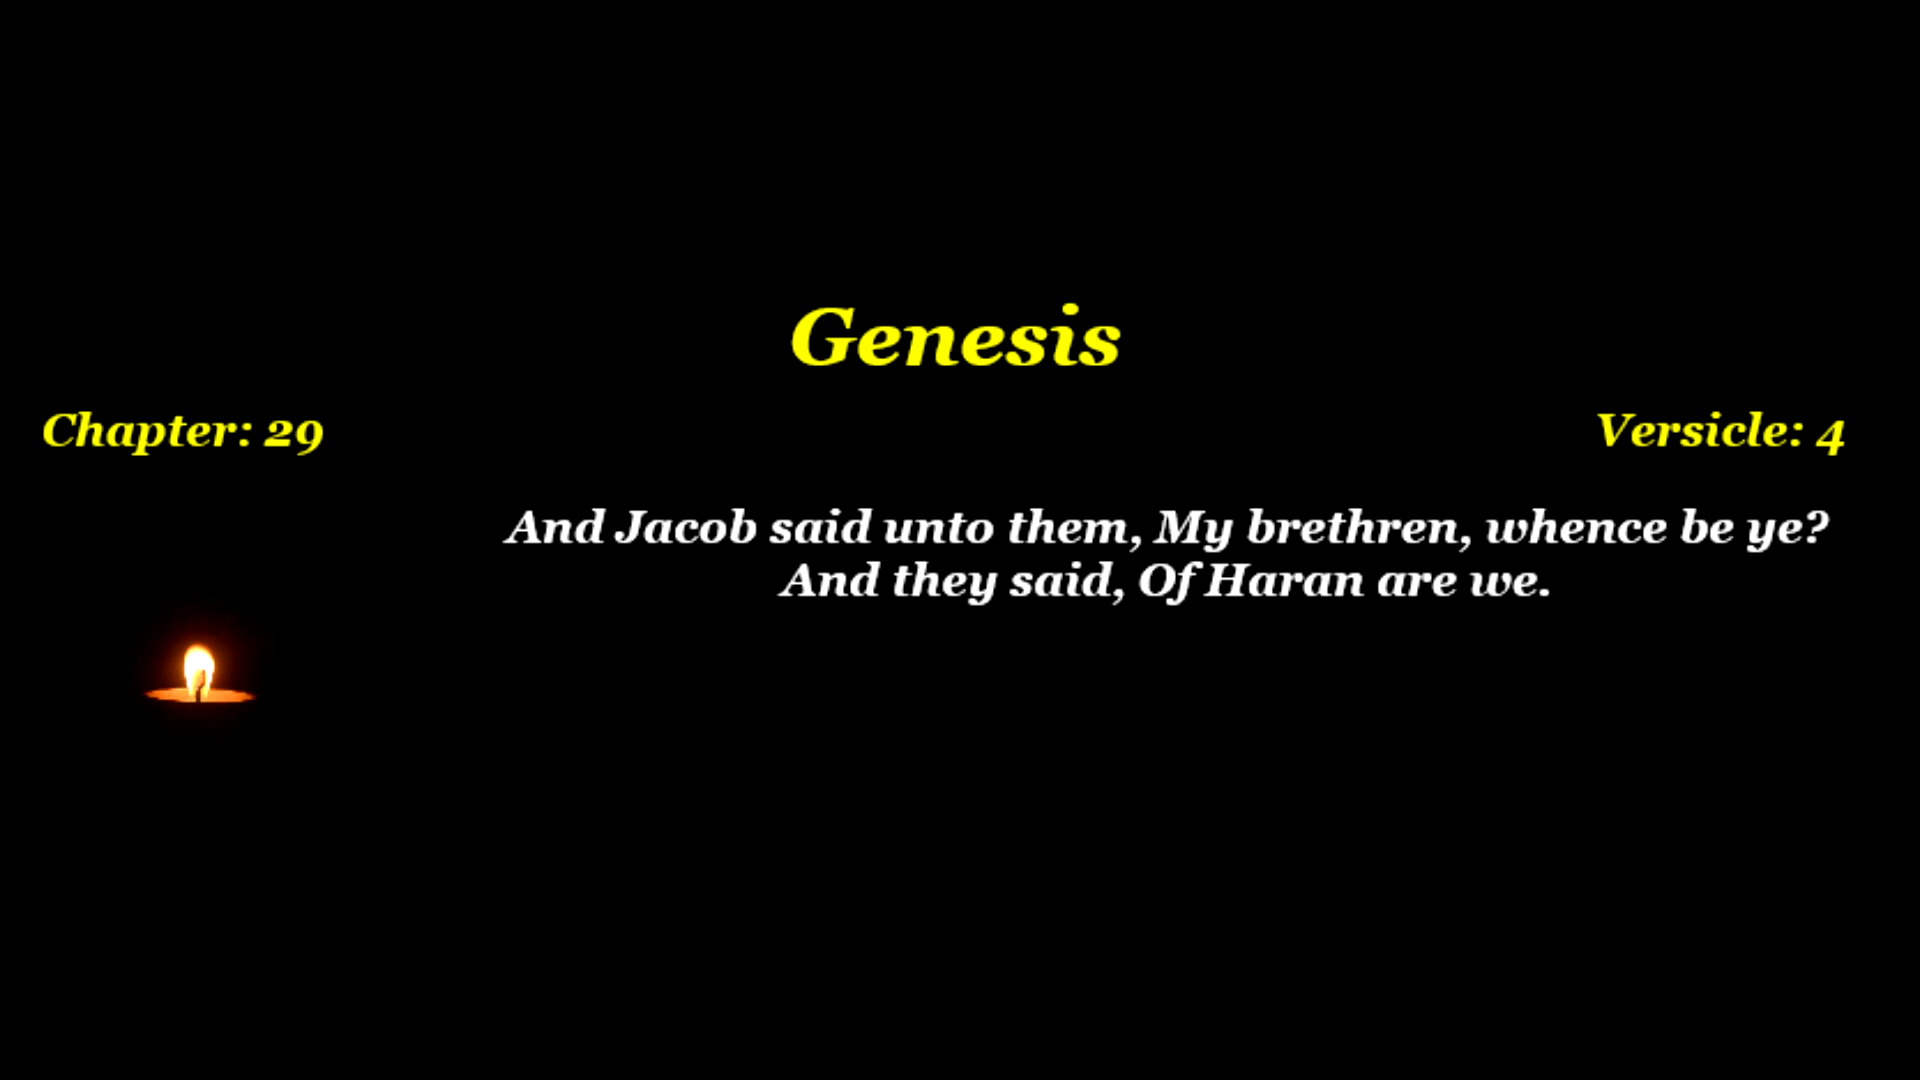 Genesis
Chapter: 29
Versicle: 4
And Jacob said unto them, My brethren, whence be ye?
And they said, Of Haran are we.